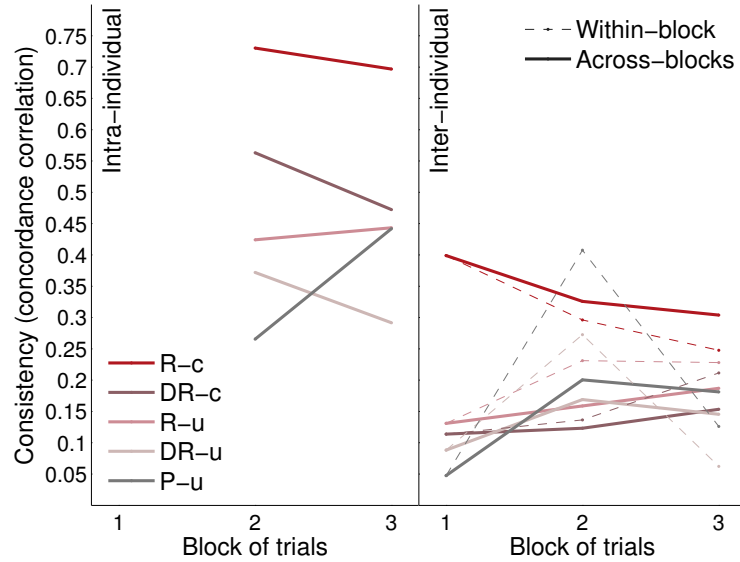 Consistency (concordance correlation)
0.75
0.7
0.65
0.6
0.55
0.5
0.45
0.4
0.35
0.3
0.25
0.2
0.15
0.1
0.05
Intra−individual
R−c
DR−c
R−u
DR−u
P−u
1 2 3
Block of trials
Inter−individual
Within−block
Across−blocks
1 2 3
Block of trials